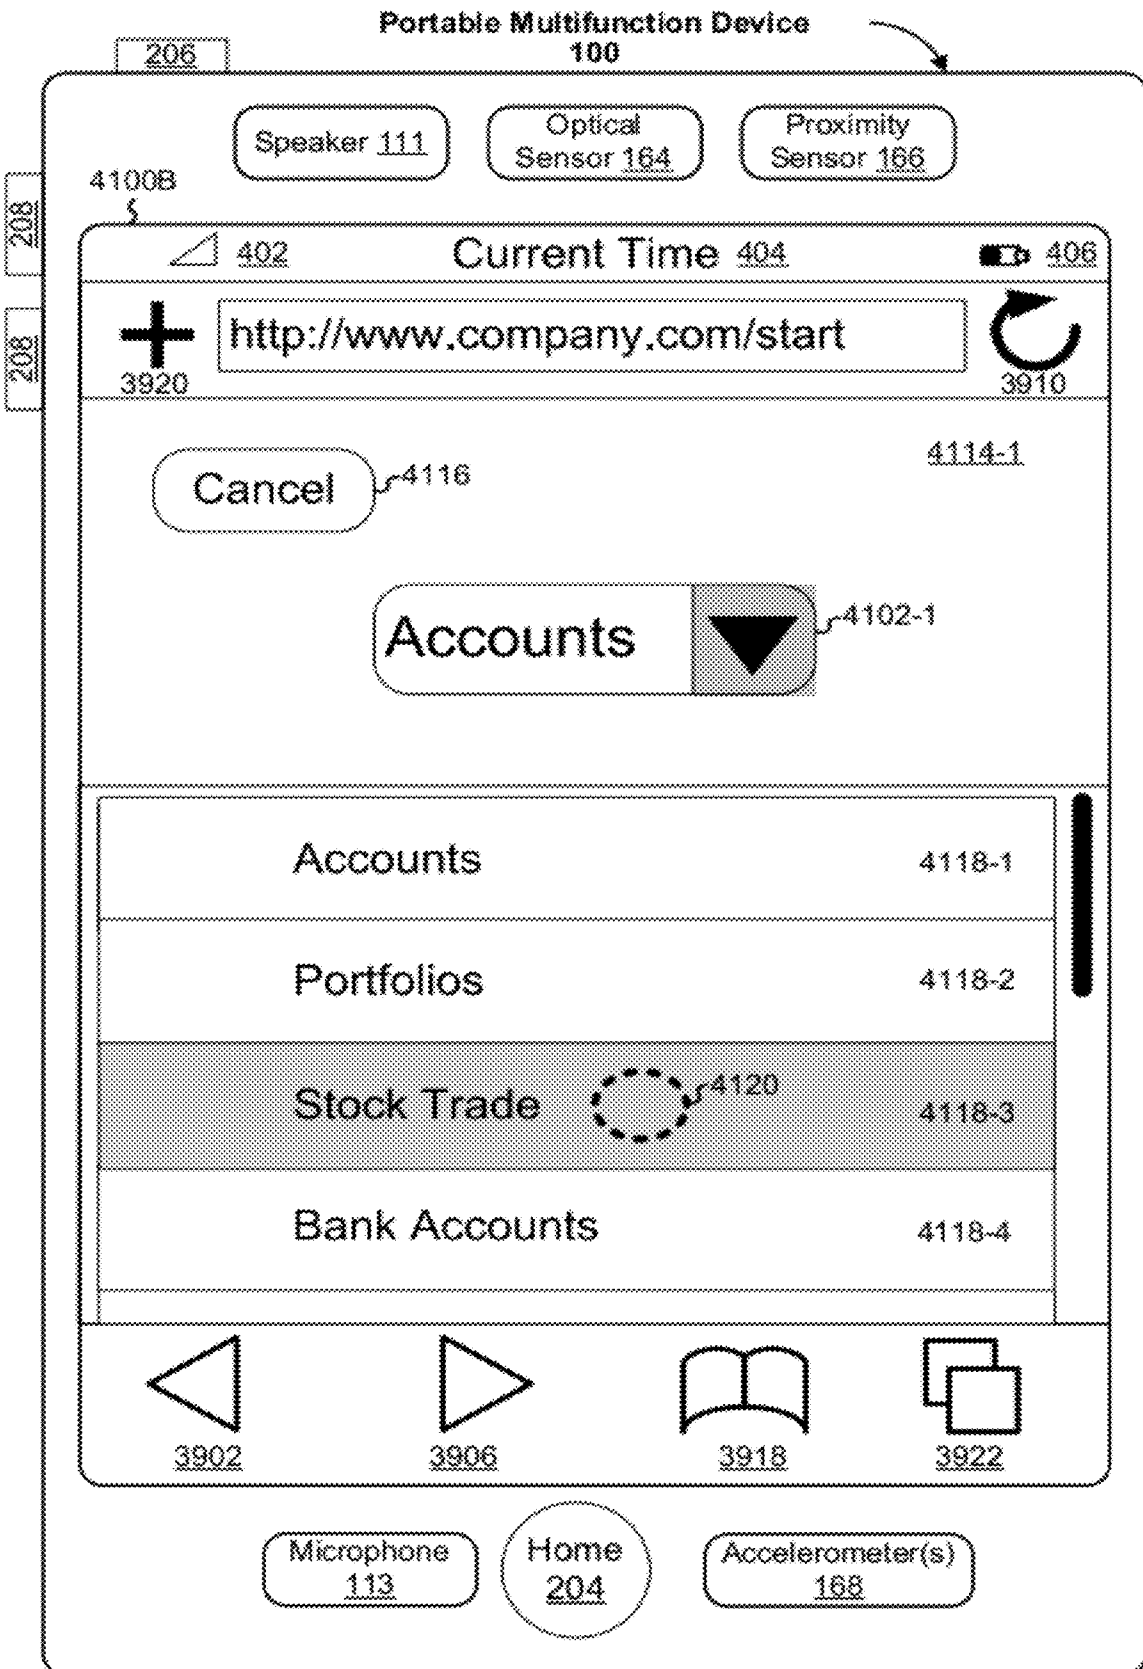 Portable Multifunction Device
100
206
Speaker 111
Optical
Sensor 164
Proximity
Sensor 166
208
208
4100B
402
Current Time 404
406
http://www.company.com/start
3920
3910
4114-1
Cancel
4116
Accounts
4102-1
Accounts
4118-1
Portfolios
4118-2
Stock Trade
4120
4118-3
Bank Accounts
4118-4
3902
3906
3918
3922
Microphone
113
Home
204
Accelerometer(s)
168